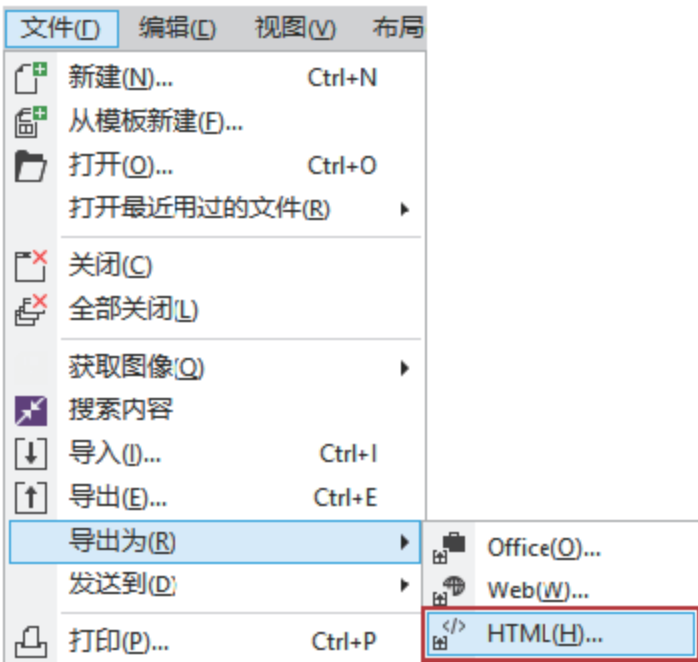 文件(F) 编辑(E) 视图(V) 布局
新建(N)... Ctrl+N
从模板新建(F)...
打开(O)... Ctrl+O
打开最近用过的文件(R)
关闭(C)
全部关闭(L)
获取图像(Q)
搜索内容
导入(I)... Ctrl+I
导出(E)... Ctrl+E
导出为(R)
Office(O)...
发送到(D)
Web(W)...
HTML(H)...
打印(P)... Ctrl+P